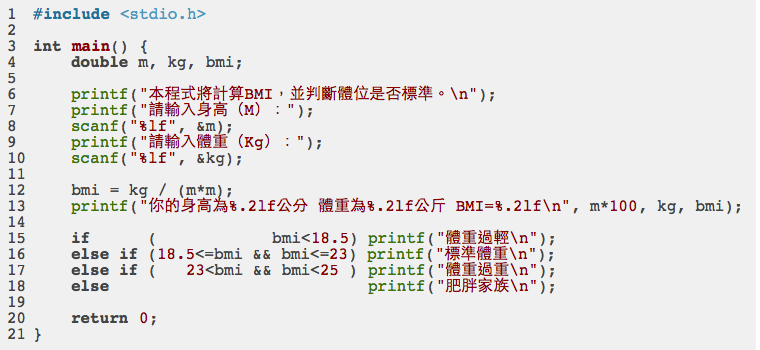 1 #include <stdio.h>
2
3 int main() {
4     double m, kg, bmi;
5
6     printf("本程式將計算BMI，並判斷體位是否標準。\n");
7     printf("請輸入身高（M）：");
8     scanf("%lf", &m);
9     printf("請輸入體重（Kg）：");
10     scanf("%lf", &kg);
11
12     bmi = kg / (m*m);
13     printf("你的身高為%.2lf公分 體重為%.2lf公斤 BMI=%.2lf\n", m*100, kg, bmi);
14
15     if      (            bmi<18.5) printf("體重過輕\n");
16     else if (18.5<=bmi && bmi<=23) printf("標準體重\n");
17     else if (   23<bmi && bmi<25 ) printf("體重過重\n");
18     else                           printf("肥胖家族\n");
19
20     return 0;
21 }